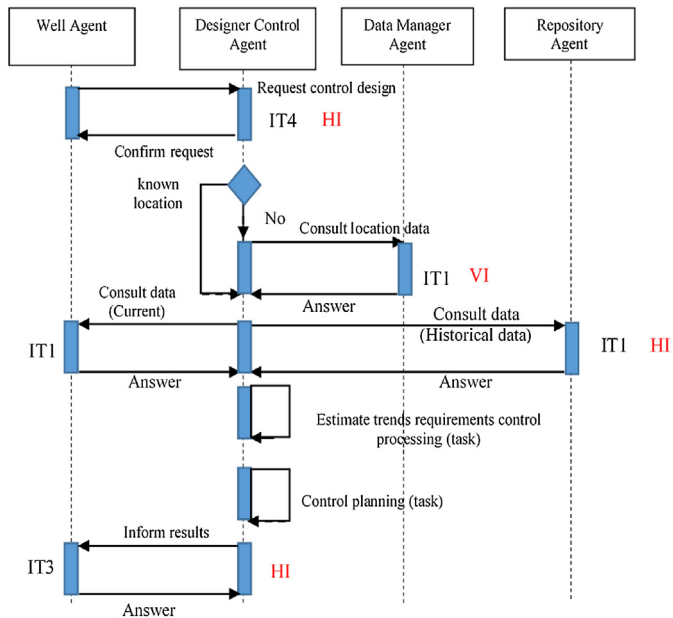 Well Agent
Designer Control
Agent
Data Manager
Agent
Repository
Agent
Request control design
IT4 HI
Confirm request
known
location
No
Consult location data
IT1 VI
Answer
Consult data
(Current)
Consult data
(Historical data)
IT1
IT1 HI
Answer
Answer
Estimate trends requirements control
processing (task)
Control planning (task)
Inform results
IT3
HI
Answer